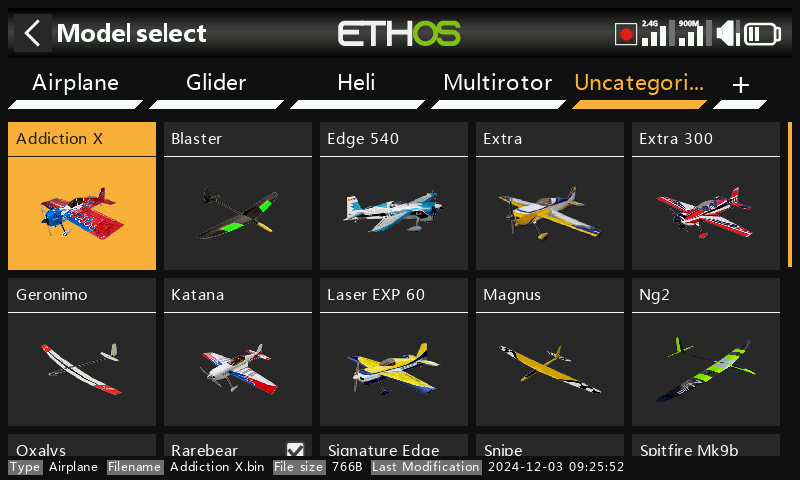 Model select ETHOS 2.4G 900M
Airplane Glider Heli Multirotor Uncategori... +
Addiction X Blaster Edge 540 Extra Extra 300
Geronimo Katana Laser EXP 60 Magnus Ng2
Oxalys Rarebear Signature Edge Snipe Spitfire Mk9b
Type Airplane Filename Addiction X.bin File size 766B Last Modification 2024-12-03 09:25:52